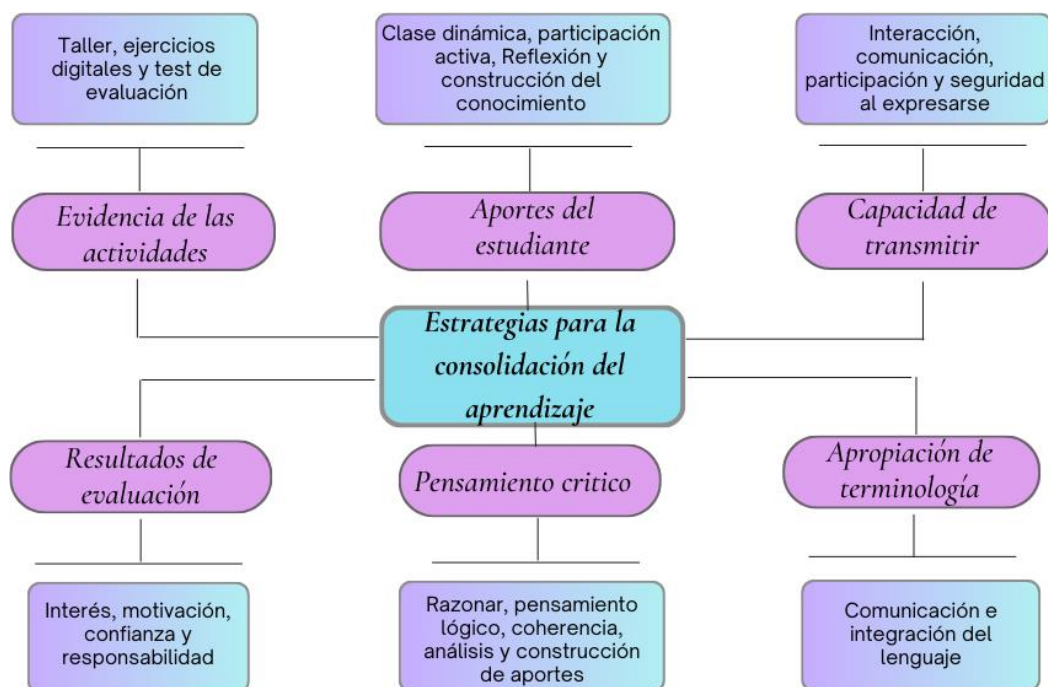 Taller, ejercicios
digitales y test de
evaluación
Clase dinámica, participación
activa, Reflexión y
construcción del
conocimiento
Interacción,
comunicación,
participación y seguridad
al expresarse
Evidencia de las
actividades
Aportes del
estudiante
Capacidad de
transmitir
Estrategias para la
consolidación del
aprendizaje
Resultados de
evaluación
Pensamiento critico
Apropiación de
terminología
Interés, motivación,
confianza y
responsabilidad
Razonar, pensamiento
lógico, coherencia,
análisis y construcción
de aportes
Comunicación e
integración del
lenguaje